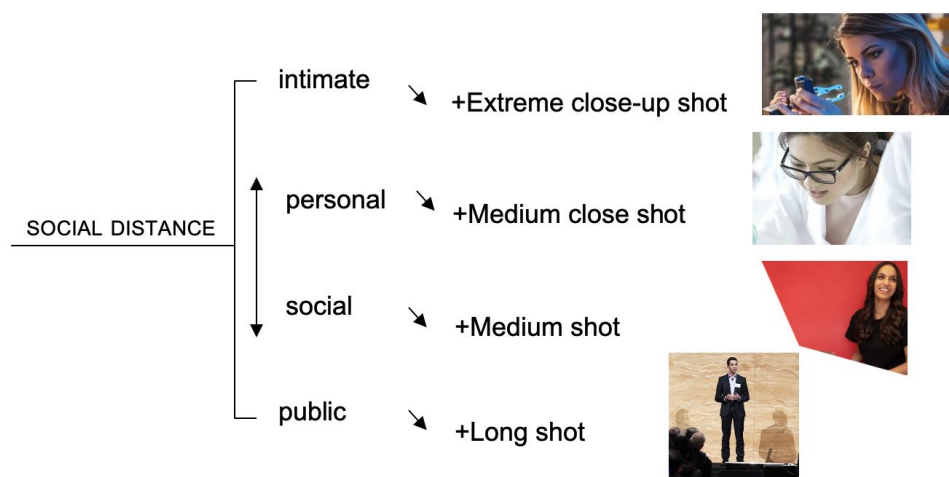 intimate
+Extreme close-up shot
personal
+Medium close shot
SOCIAL DISTANCE
social
+Medium shot
public
+Long shot